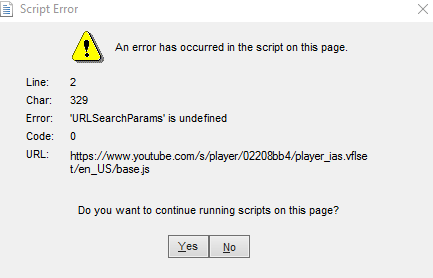 Script Error
An error has occurred in the script on this page.
Line: 2
Char: 329
Error: 'URLSearchParams' is undefined
Code: 0
URL: https://www.youtube.com/s/player/02208bb4/player_ias.vflse
t/en_US/base.js
Do you want to continue running scripts on this page?
Yes No